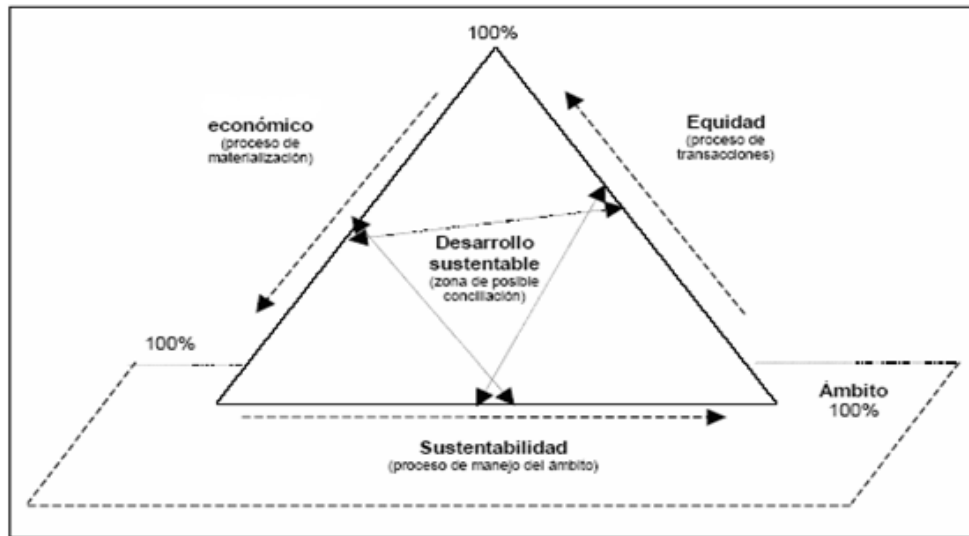 100%
económico
(proceso de
materialización)
Equidad
(proceso de
transacciones)
Desarrollo
sustentable
(zona de posible
conciliación)
100%
Ámbito
100%
Sustentabilidad
(proceso de manejo del ámbito)